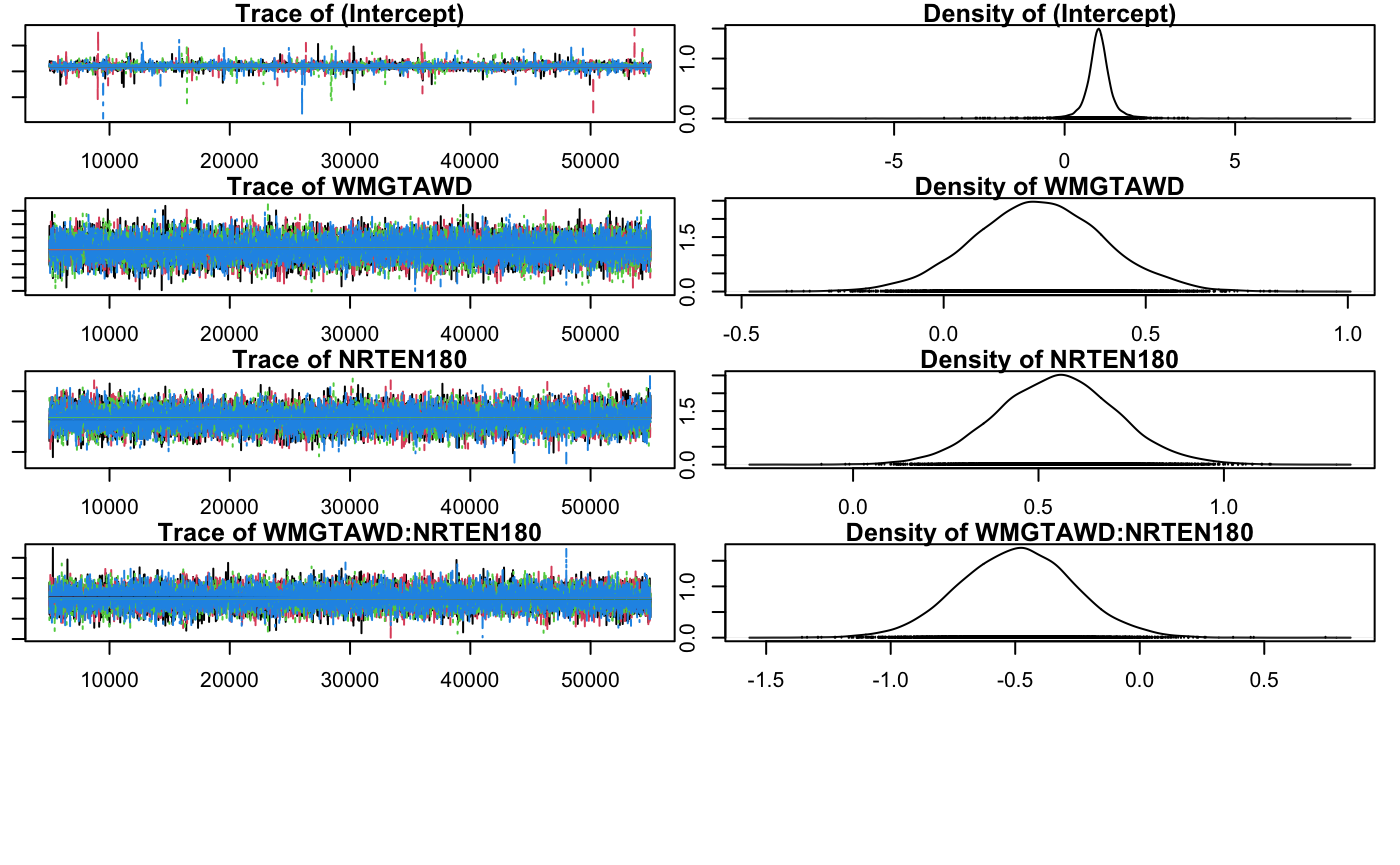 Trace of (Intercept)
Density of (Intercept)
0.0 1.0
10000 20000 30000 40000 50000
-5 0 5
Trace of WMGTAWD
Density of WMGTAWD
0.0 1.5
10000 20000 30000 40000 50000
-0.5 0.0 0.5 1.0
Trace of NRTEN180
Density of NRTEN180
0.0 1.5
10000 20000 30000 40000 50000
0.0 0.5 1.0
Trace of WMGTAWD:NRTEN180
Density of WMGTAWD:NRTEN180
0.0 1.0
10000 20000 30000 40000 50000
-1.5 -1.0 -0.5 0.0 0.5